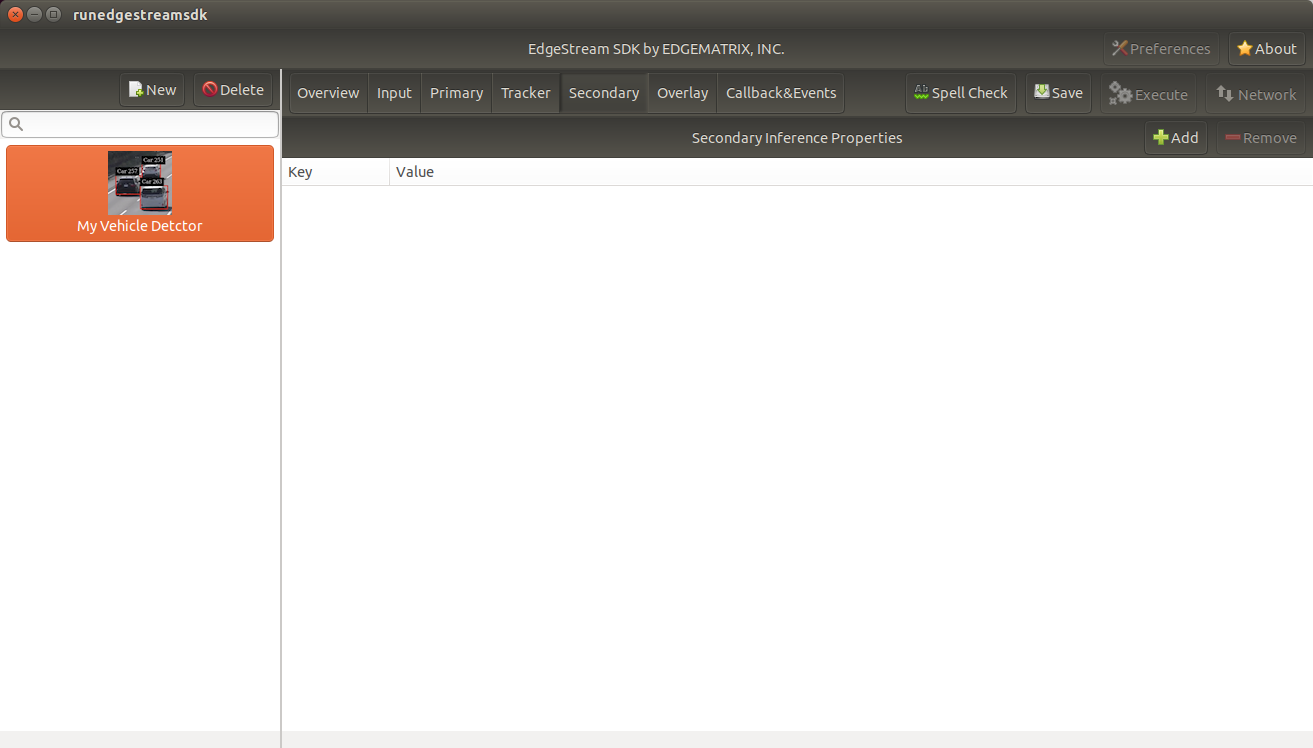 runedgestreamsdk
EdgeStream SDK by EDGEMATRIX, INC.
Preferences
About
New
Delete
Overview
Input
Primary
Tracker
Secondary
Overlay
Callback&Events
Spell Check
Save
Execute
Network
Secondary Inference Properties
Add
Remove
Key
Value
Car 251
Car 257
Car 263
My Vehicle Detctor